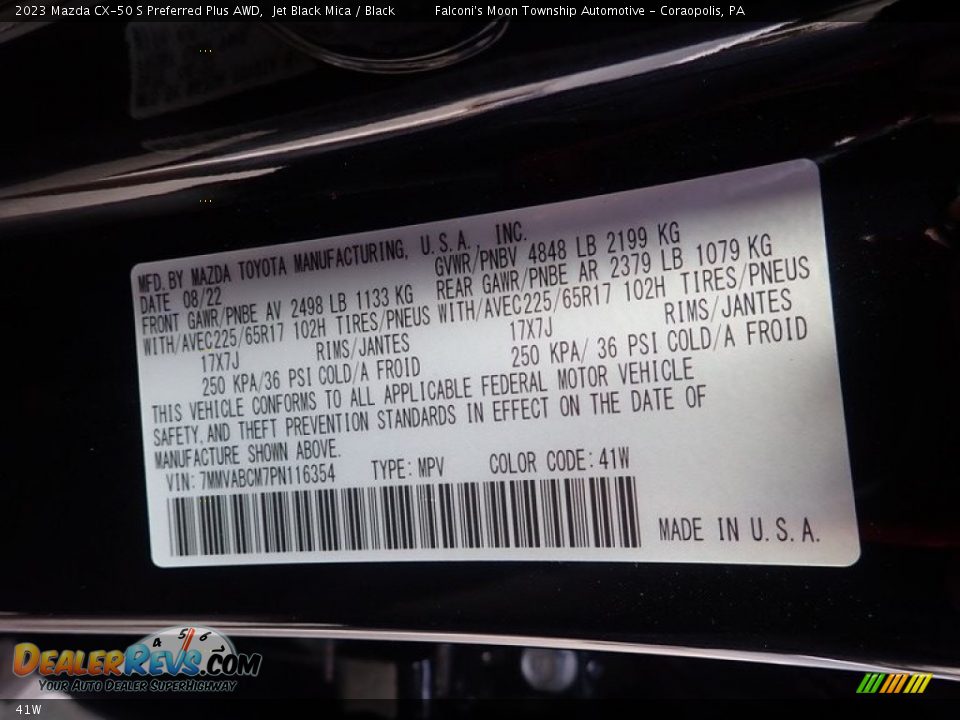 2023 Mazda CX-50 S Preferred Plus AWD, Jet Black Mica / Black Falconi's Moon Township Automotive - Coraopolis, PA
MFD. BY MAZDA TOYOTA MANUFACTURING, U.S.A., INC.
DATE 08/22 GVWR/PNBV 4848 LB 2199 KG
FRONT GAWR/PNBE AV 2498 LB 1133 KG REAR GAWR/PNBE AR 2379 LB 1079 KG
WITH/AVEC225/65R17 102H TIRES/PNEUS WITH/AVEC225/65R17 102H TIRES/PNEUS
17X7J RIMS/JANTES 17X7J RIMS/JANTES
250 KPA/36 PSI COLD/A FROID 250 KPA/ 36 PSI COLD/A FROID
THIS VEHICLE CONFORMS TO ALL APPLICABLE FEDERAL MOTOR VEHICLE
SAFETY, AND THEFT PREVENTION STANDARDS IN EFFECT ON THE DATE OF
MANUFACTURE SHOWN ABOVE.
VIN: 7MMVABCM7PN116354 TYPE: MPV COLOR CODE: 41W
MADE IN U.S.A.
4 5 6
DEALERREVS.COM
YOUR AUTO DEALER SUPERHIGHWAY
41W